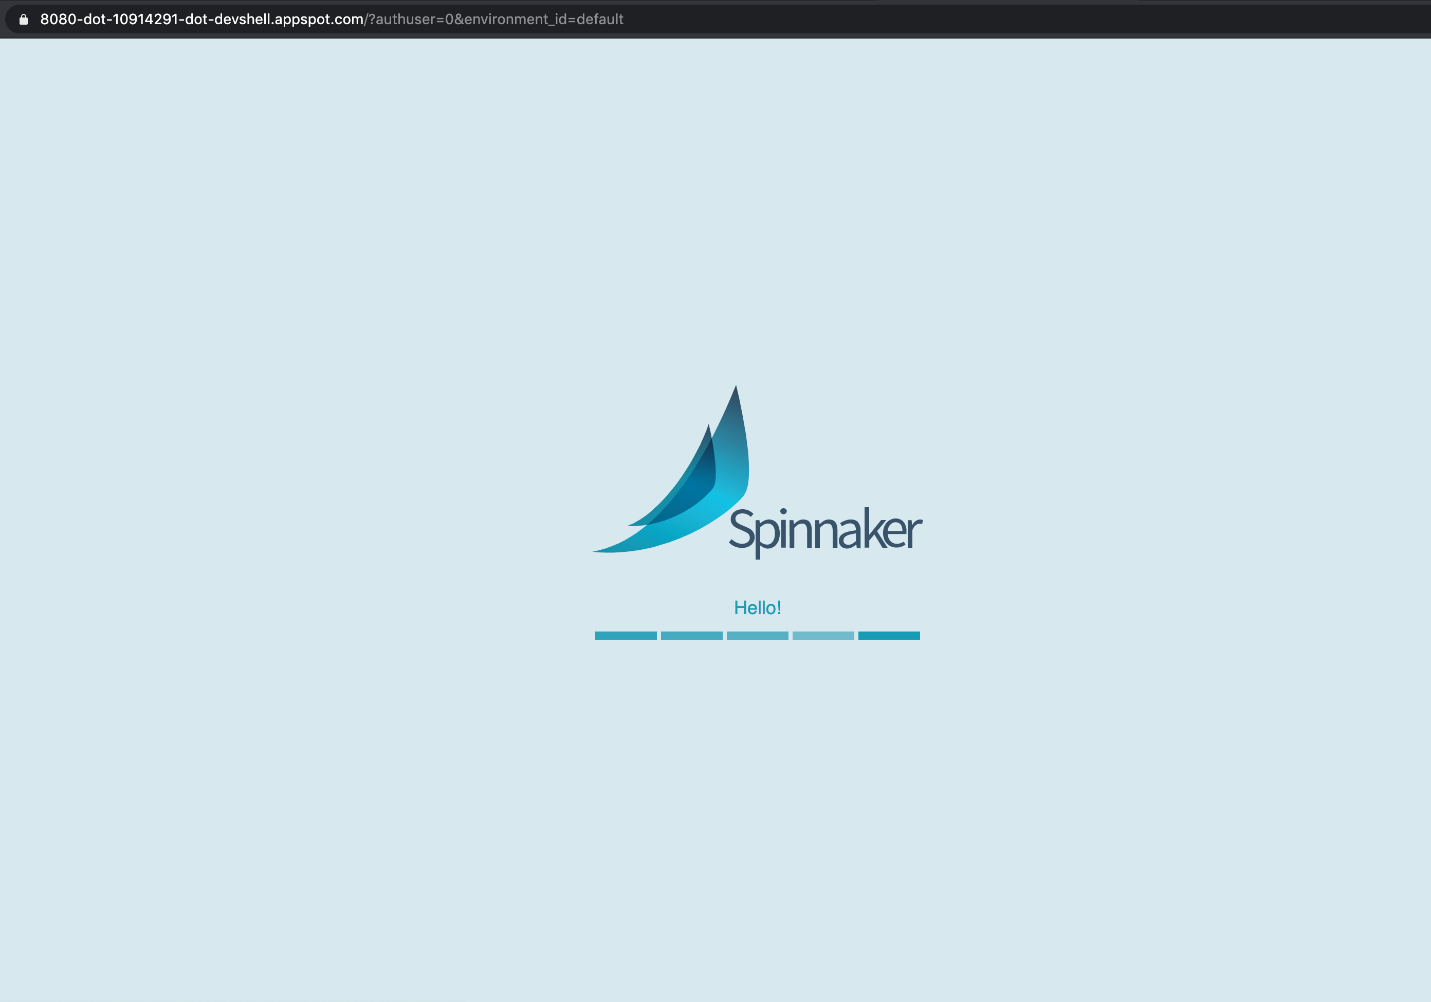 8080-dot-10914291-dot-devshell.appspot.com/?authuser=0&environment_id=default
Spinnaker
Hello!